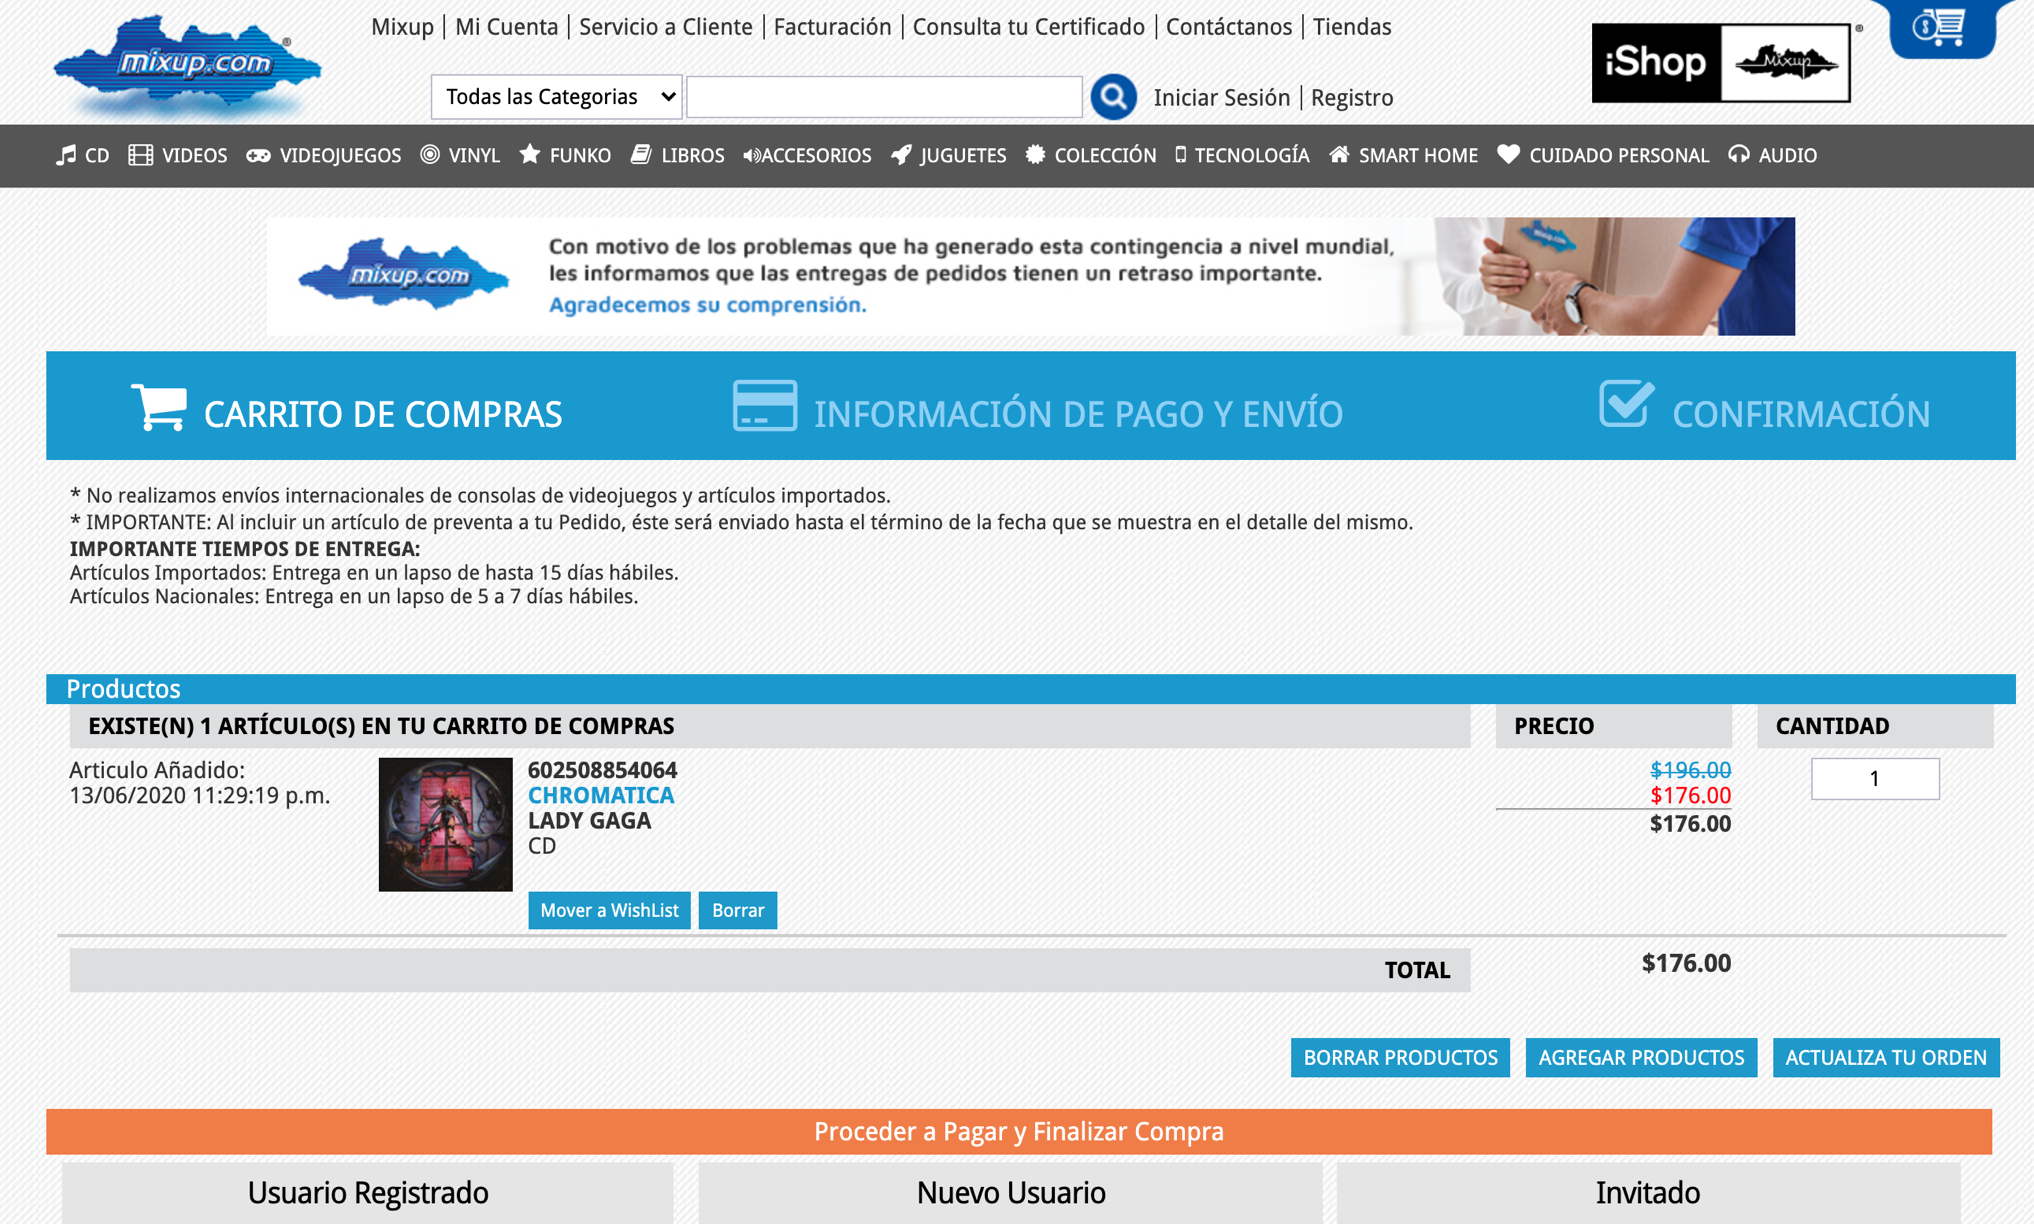 mixup.com
Mixup | Mi Cuenta | Servicio a Cliente | Facturación | Consulta tu Certificado | Contáctanos | Tiendas
Todas las Categorias
Iniciar Sesión | Registro
iShop Mixup
CD VIDEOS VIDEOJUEGOS VINYL FUNKO LIBROS ACCESORIOS JUGUETES COLECCIÓN TECNOLOGÍA SMART HOME CUIDADO PERSONAL AUDIO
mixup.com
Con motivo de los problemas que ha generado esta contingencia a nivel mundial,
les informamos que las entregas de pedidos tienen un retraso importante.
Agradecemos su comprensión.
CARRITO DE COMPRAS
INFORMACIÓN DE PAGO Y ENVÍO
CONFIRMACIÓN
* No realizamos envíos internacionales de consolas de videojuegos y artículos importados.
* IMPORTANTE: Al incluir un artículo de preventa a tu Pedido, éste será enviado hasta el término de la fecha que se muestra en el detalle del mismo.
IMPORTANTE TIEMPOS DE ENTREGA:
Artículos Importados: Entrega en un lapso de hasta 15 días hábiles.
Artículos Nacionales: Entrega en un lapso de 5 a 7 días hábiles.
Productos
EXISTE(N) 1 ARTÍCULO(S) EN TU CARRITO DE COMPRAS
PRECIO
CANTIDAD
Articulo Añadido:
13/06/2020 11:29:19 p.m.
602508854064
CHROMATICA
LADY GAGA
CD
$196.00
$176.00
$176.00
1
Mover a WishList
Borrar
TOTAL
$176.00
BORRAR PRODUCTOS
AGREGAR PRODUCTOS
ACTUALIZA TU ORDEN
Proceder a Pagar y Finalizar Compra
Usuario Registrado
Nuevo Usuario
Invitado